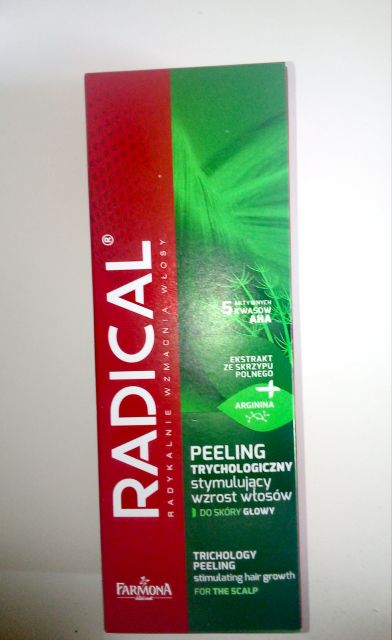 RADICAL®
RADYKALNIE WZMACNIA WŁOSY
5 AKTYWNYCH
KWASÓW
AHA
EKSTRAKT
ZE SKRZYPU
POLNEGO
+
ARGININA
PEELING
TRYCHOLOGICZNY
stymulujący
wzrost włosów
DO SKÓRY GŁOWY
TRICHOLOGY
PEELING
stimulating hair growth
FOR THE SCALP
FARMONA